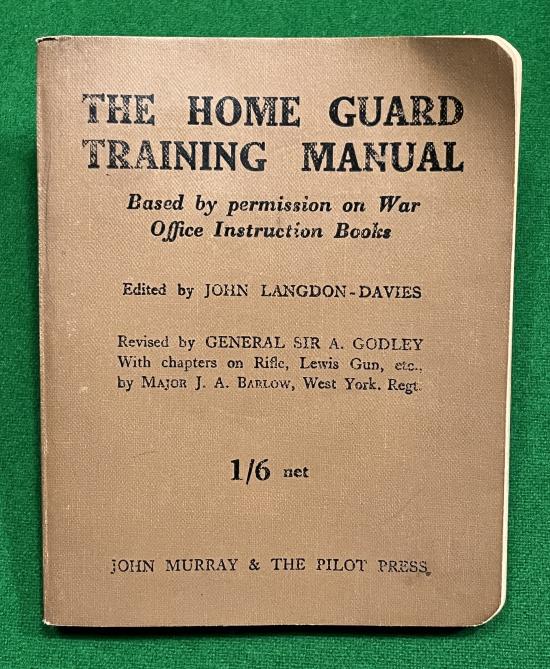 THE HOME GUARD
TRAINING MANUAL
Based by permission on War
Office Instruction Books
Edited by JOHN LANGDON-DAVIES
Revised by GENERAL SIR A. GODLEY
With chapters on Rifle, Lewis Gun, etc.,
by MAJOR J. A. BARLOW, West York. Regt.
1/6 net
JOHN MURRAY & THE PILOT PRESS